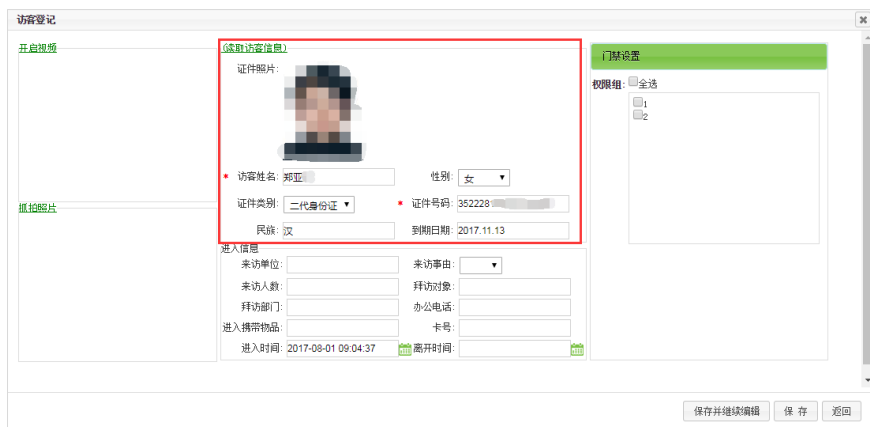 访客登记
开启视频
(读取访客信息)
证件照片:
* 访客姓名: 郑亚
性别: 女
证件类别: 二代身份证
* 证件号码: 352228
民族: 汉
到期日期: 2017.11.13
抓拍照片
进入信息
来访单位:
来访事由:
来访人数:
拜访对象:
拜访部门:
办公电话:
进入携带物品:
卡号:
进入时间: 2017-08-01 09:04:37
离开时间:
门禁设置
权限组: 全选
1
2
保存并继续编辑
保 存
返回